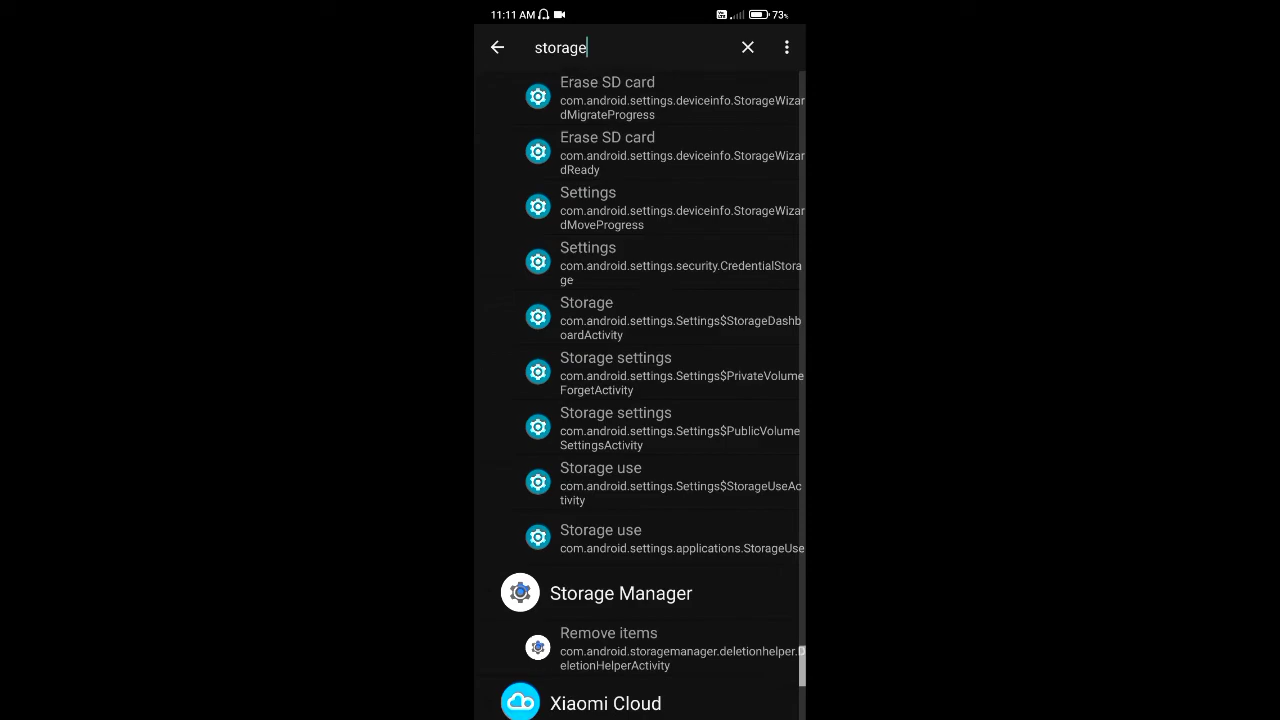 11:11 AM
73%
storage
Erase SD card
com.android.settings.deviceinfo.StorageWizar
dMigrateProgress
Erase SD card
com.android.settings.deviceinfo.StorageWizar
dReady
Settings
com.android.settings.deviceinfo.StorageWizar
dMoveProgress
Settings
com.android.settings.security.CredentialStora
ge
Storage
com.android.settings.Settings$StorageDashb
oardActivity
Storage settings
com.android.settings.Settings$PrivateVolume
ForgetActivity
Storage settings
com.android.settings.Settings$PublicVolume
SettingsActivity
Storage use
com.android.settings.Settings$StorageUseAc
tivity
Storage use
com.android.settings.applications.StorageUse
Storage Manager
Remove items
com.android.storagemanager.deletionhelper.D
eletionHelperActivity
Xiaomi Cloud